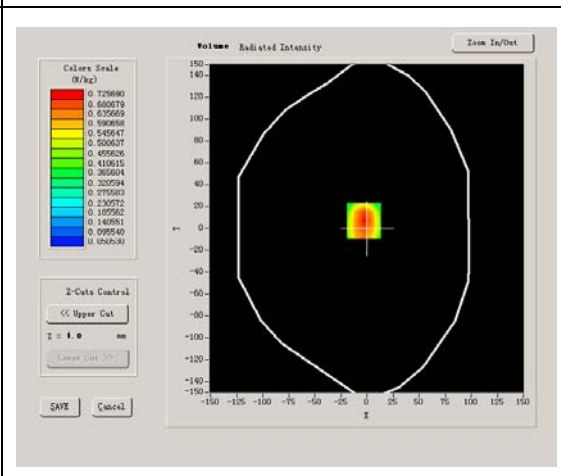 Volume Radiated Intensity
Zoom In/Out
Colors Scale
(W/kg)
0.725690
0.680679
0.635669
0.590658
0.545647
0.500637
0.455626
0.410615
0.365604
0.320594
0.275583
0.230572
0.185562
0.140551
0.095540
0.050530
Z-Cuts Control
<< Upper Cut
mm
Lower Cut >>
SAVE
Cancel
150
120
100
80
60
40
20
0
-20
-40
-60
-80
-100
-120
-140
-150
Y
-150 -125 -100 -75 -50 -25 0 25 50 75 100 125 150
X